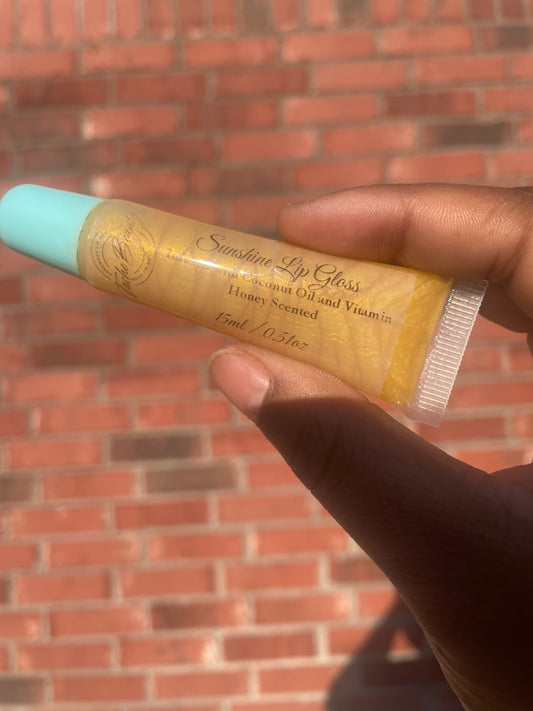 Sunshine Lip Gloss
Coconut Oil and Vitamin
Honey Scented
15ml / 0.51oz